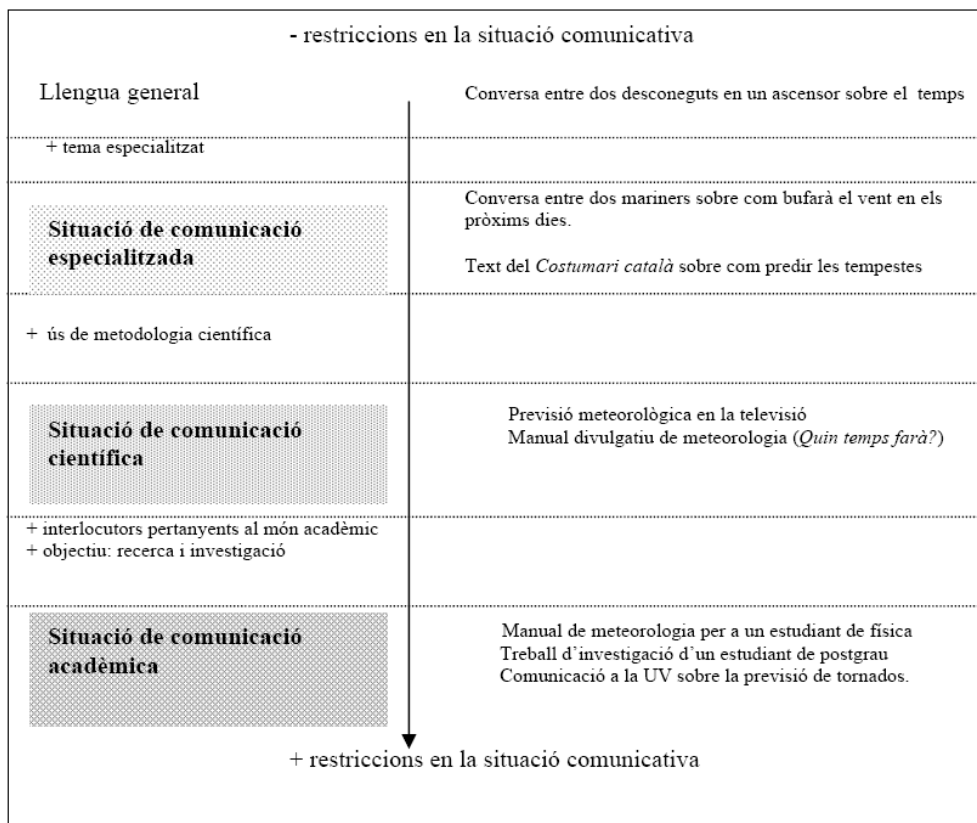 - restriccions en la situació comunicativa
Llengua general
Conversa entre dos desconeguts en un ascensor sobre el temps
+ tema especialitzat
Situació de comunicació
especialitzada
Conversa entre dos mariners sobre com bufarà el vent en els
pròxims dies.
Text del Costumari català sobre com predir les tempestes
+ ús de metodologia científica
Situació de comunicació
científica
Previsió meteorològica en la televisió
Manual divulgatiu de meteorologia (Quin temps farà?)
+ interlocutors pertanyents al món acadèmic
+ objectiu: recerca i investigació
Situació de comunicació
acadèmica
Manual de meteorologia per a un estudiant de física
Treball d’investigació d’un estudiant de postgrau
Comunicació a la UV sobre la previsió de tornados.
+ restriccions en la situació comunicativa